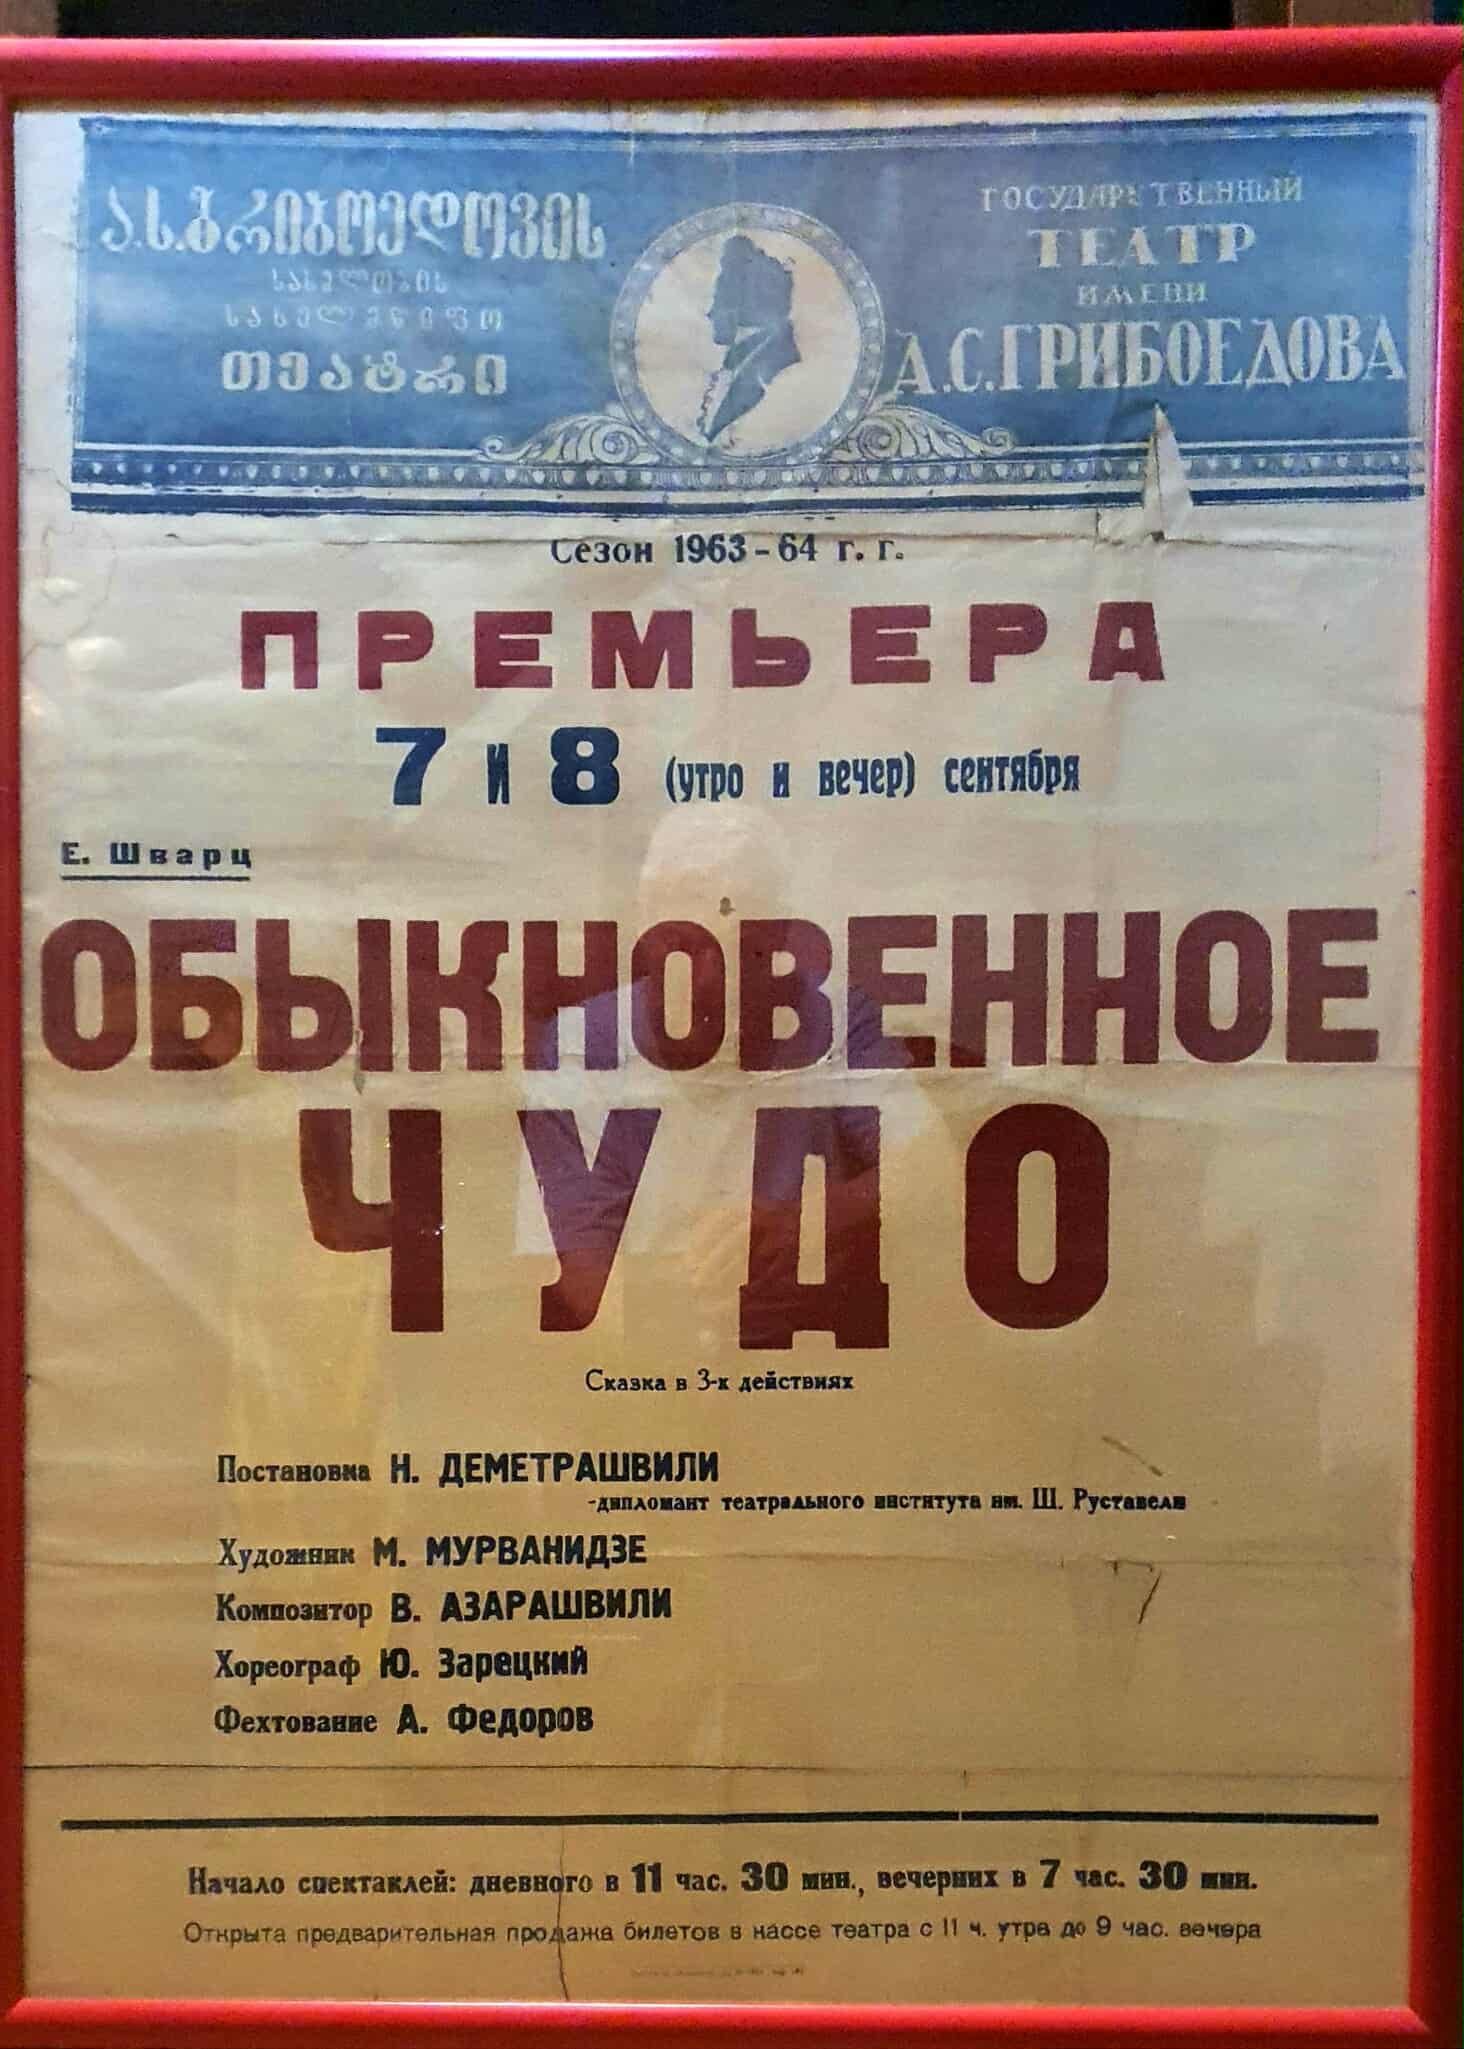 ა.ს.გრიბოედოვის
სახელობის
სახელმწიფო
თეატრი
ГОСУДАРСТВЕННЫЙ
ТЕАТР
ИМЕНИ
А.С.ГРИБОЕДОВА
Сезон 1963-64 г. г.
ПРЕМЬЕРА
7 и 8 (утро и вечер) сентября
Е. Шварц
ОБЫКНОВЕННОЕ
ЧУДО
Сказка в 3-х действиях
Постановка Н. ДЕМЕТРАШВИЛИ
-дипломант театрального института им. Ш. Руставели
Художник М. МУРВАНИДЗЕ
Композитор В. АЗАРАШВИЛИ
Хореограф Ю. Зарецкий
Фехтование А. Федоров
Начало спектаклей: дневного в 11 час. 30 мин., вечерних в 7 час. 30 мин.
Открыта предварительная продажа билетов в кассе театра с 11 ч. утра до 9 час. вечера